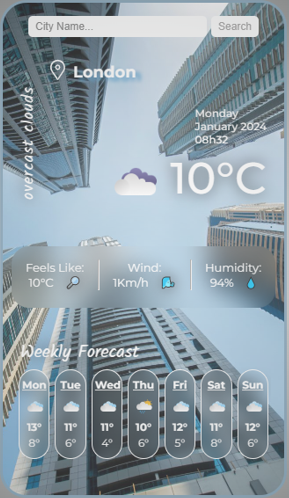 City Name...
Search
London
overcast clouds
Monday
January 2024
08h32
10°C
Feels Like:
10°C
Wind:
1Km/h
Humidity:
94%
Weekly Forecast
Mon Tue Wed Thu Fri Sat Sun
13° 11° 11° 10° 12° 11° 12°
8° 6° 4° 6° 5° 8° 6°